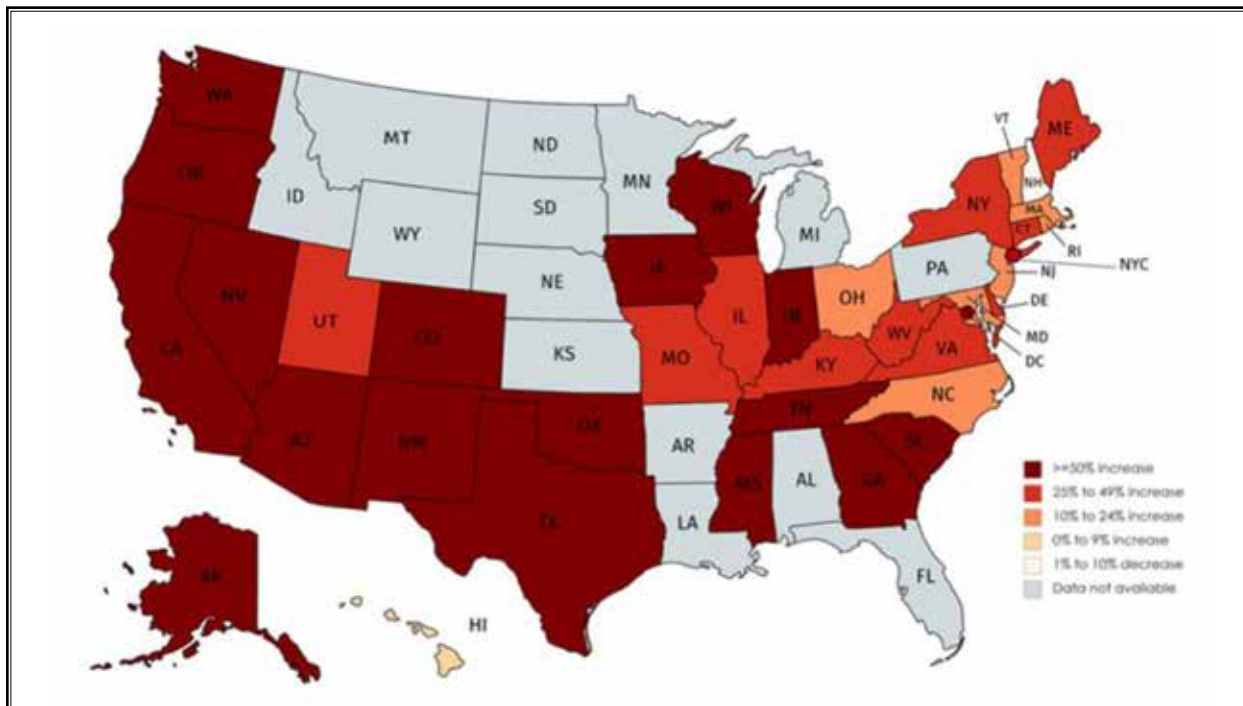 WA
MT
ND
MN
OR
ID
SD
WI
WY
MI
IA
NE
NV
UT
CO
CA
KS
MO
IL
IN
OH
PA
NY
VT
NH
ME
MA
CT
RI
NYC
NJ
DE
MD
DC
WV
VA
KY
NC
TN
SC
AZ
NM
OK
AR
MS
AL
GA
TX
LA
FL
AK
HI
>=50% increase
25% to 49% increase
10% to 24% increase
0% to 9% increase
1% to 10% decrease
Data not available